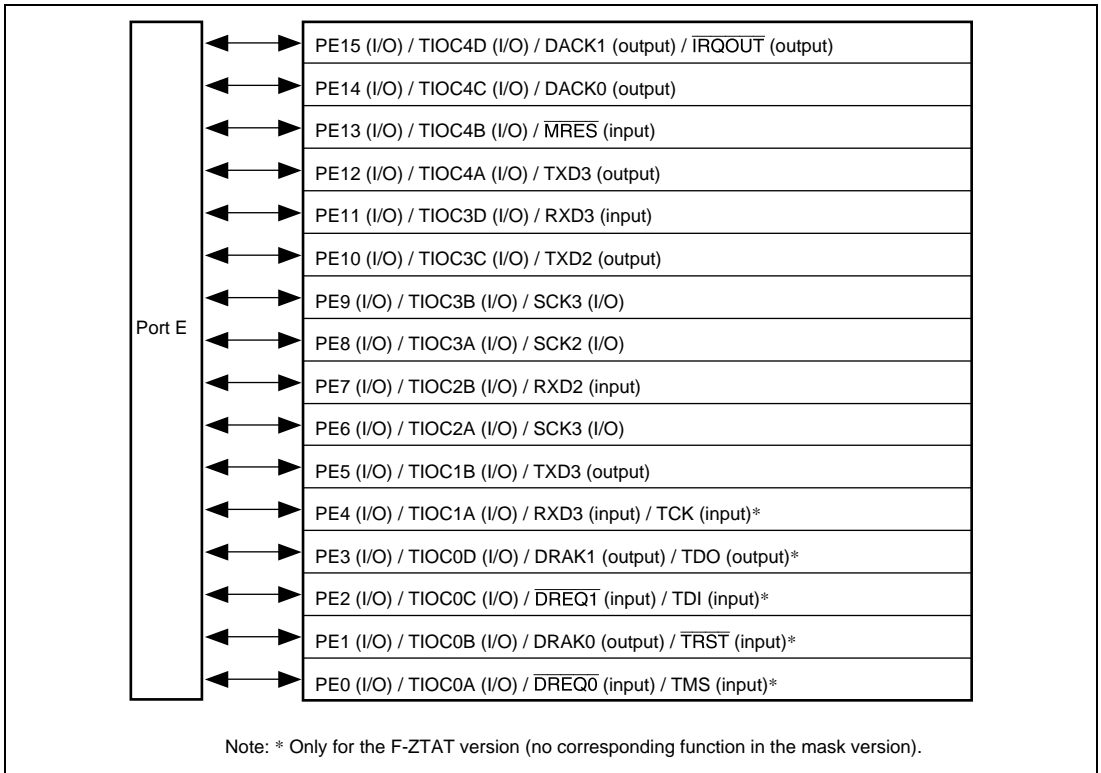 PE15 (I/O) / TIOC4D (I/O) / DACK1 (output) / IRQOUT (output)
PE14 (I/O) / TIOC4C (I/O) / DACK0 (output)
PE13 (I/O) / TIOC4B (I/O) / MRES (input)
PE12 (I/O) / TIOC4A (I/O) / TXD3 (output)
PE11 (I/O) / TIOC3D (I/O) / RXD3 (input)
PE10 (I/O) / TIOC3C (I/O) / TXD2 (output)
PE9 (I/O) / TIOC3B (I/O) / SCK3 (I/O)
Port E
PE8 (I/O) / TIOC3A (I/O) / SCK2 (I/O)
PE7 (I/O) / TIOC2B (I/O) / RXD2 (input)
PE6 (I/O) / TIOC2A (I/O) / SCK3 (I/O)
PE5 (I/O) / TIOC1B (I/O) / TXD3 (output)
PE4 (I/O) / TIOC1A (I/O) / RXD3 (input) / TCK (input)*
PE3 (I/O) / TIOC0D (I/O) / DRAK1 (output) / TDO (output)*
PE2 (I/O) / TIOC0C (I/O) / DREQ1 (input) / TDI (input)*
PE1 (I/O) / TIOC0B (I/O) / DRAK0 (output) / TRST (input)*
PE0 (I/O) / TIOC0A (I/O) / DREQ0 (input) / TMS (input)*
Note: * Only for the F-ZTAT version (no corresponding function in the mask version).